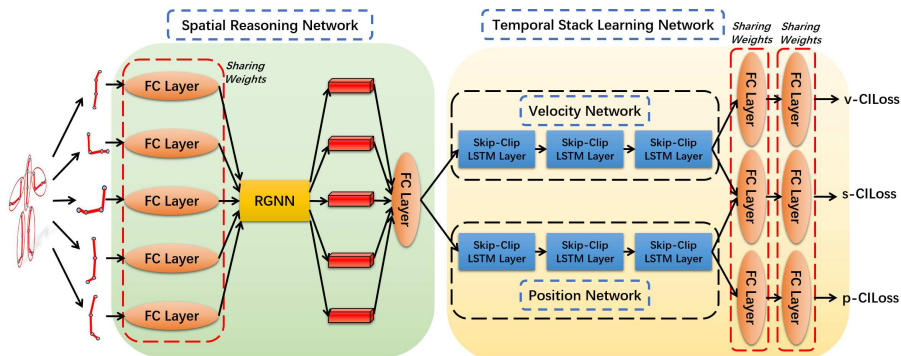 Spatial Reasoning Network
Temporal Stack Learning Network
Sharing
Weights
Sharing
Weights
Sharing
Weights
FC Layer
FC Layer
FC Layer
FC Layer
FC Layer
RGNN
FC Layer
Velocity Network
Skip-Clip
LSTM Layer
Skip-Clip
LSTM Layer
Skip-Clip
LSTM Layer
Skip-Clip
LSTM Layer
Skip-Clip
LSTM Layer
Skip-Clip
LSTM Layer
Position Network
FC Layer
FC Layer
v-CILoss
FC Layer
FC Layer
s-CILoss
FC Layer
FC Layer
p-CILoss